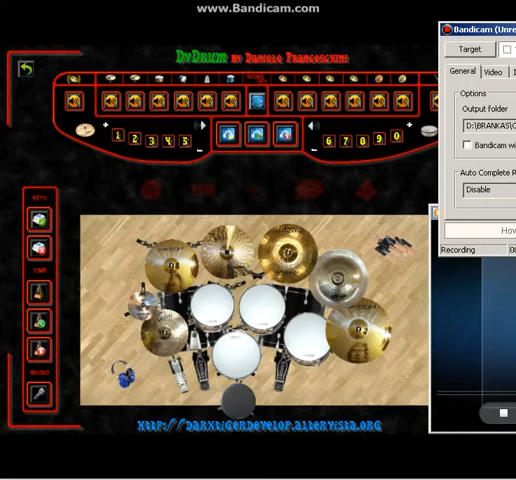 www.Bandicam.com
Bandicam (Unre
Target
General
Video
DvDrum by Daniele Franceschini
Options
Output folder
D:\BRANKAS\
Bandicam wi
1 2 3 4 5
6 7 8 9 0
Auto Complete R
Disable
How
Recording
http://darktigerdevelop.altervista.org